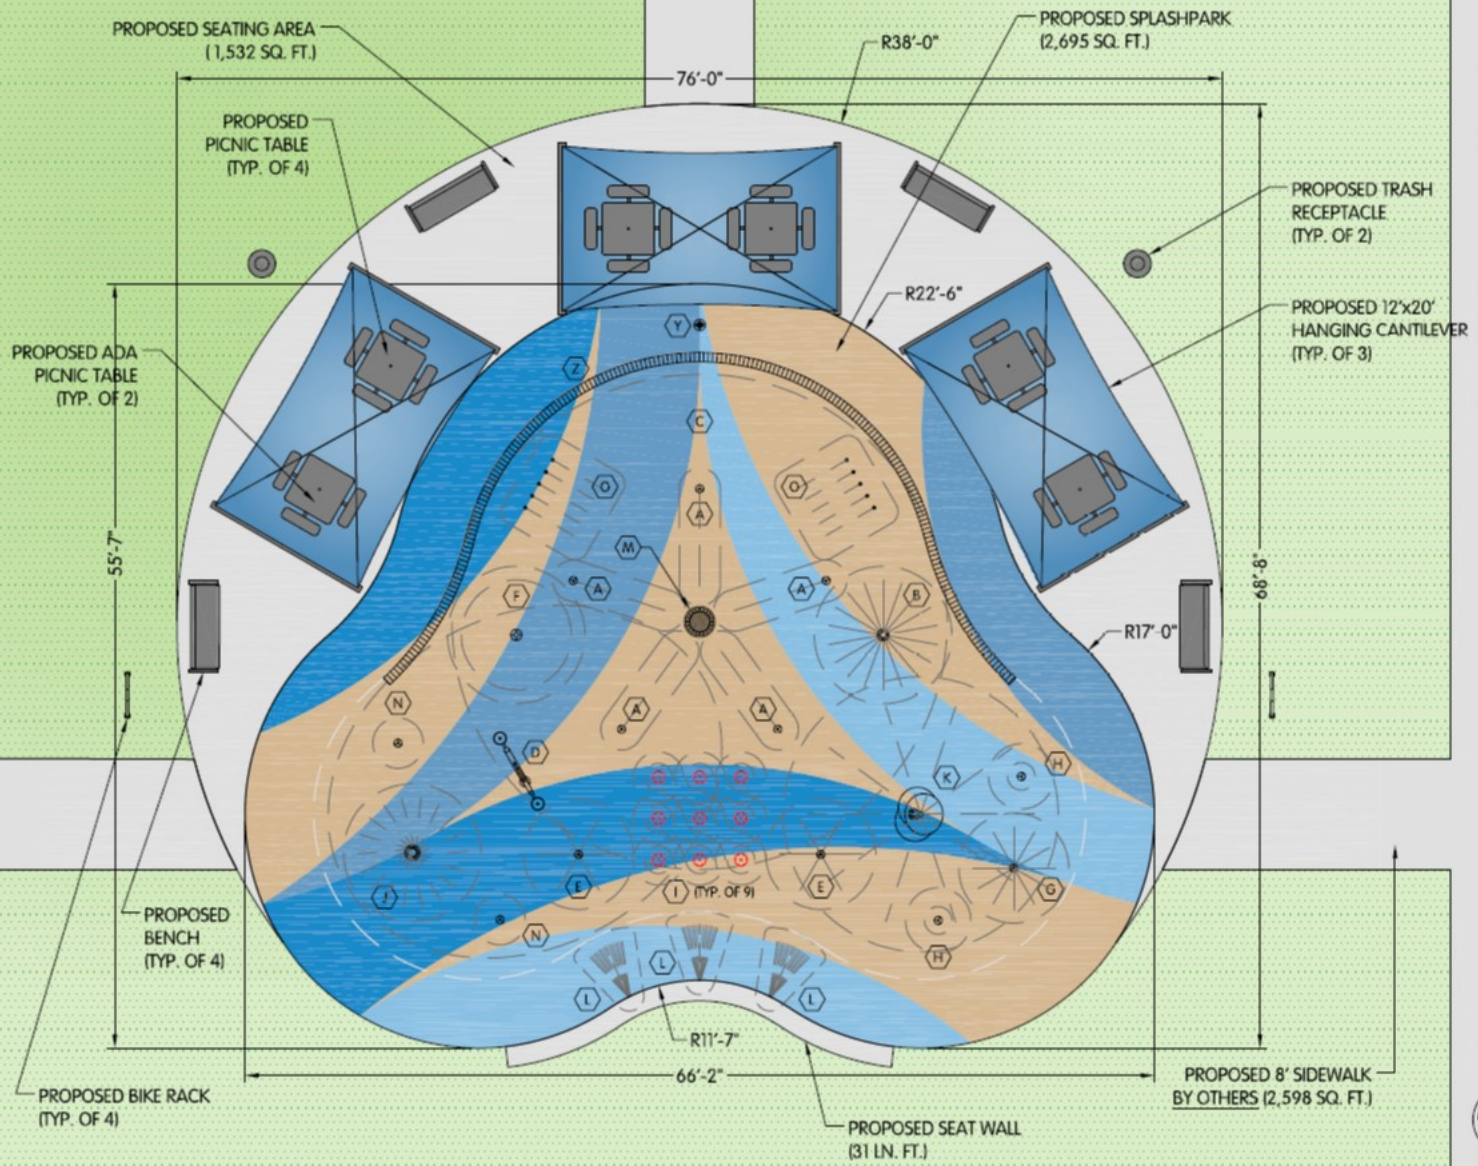 PROPOSED SEATING AREA
(1,532 SQ. FT.)
PROPOSED SPLASHPARK
(2,695 SQ. FT.)
R38'-0"
76'-0"
PROPOSED
PICNIC TABLE
(TYP. OF 4)
PROPOSED TRASH
RECEPTACLE
(TYP. OF 2)
R22'-6"
PROPOSED 12'x20'
HANGING CANTILEVER
(TYP. OF 3)
Y
PROPOSED ADA
PICNIC TABLE
(TYP. OF 2)
Z
C
O
O
A
M
55'-7"
68'-8"
A
A
F
B
R17'-0"
N
A
A
D
H
K
E
I (TYP. OF 9)
E
G
J
N
H
PROPOSED
BENCH
(TYP. OF 4)
L
L
L
R11'-7"
66'-2"
PROPOSED 8' SIDEWALK
BY OTHERS (2,598 SQ. FT.)
PROPOSED BIKE RACK
(TYP. OF 4)
PROPOSED SEAT WALL
(31 LN. FT.)